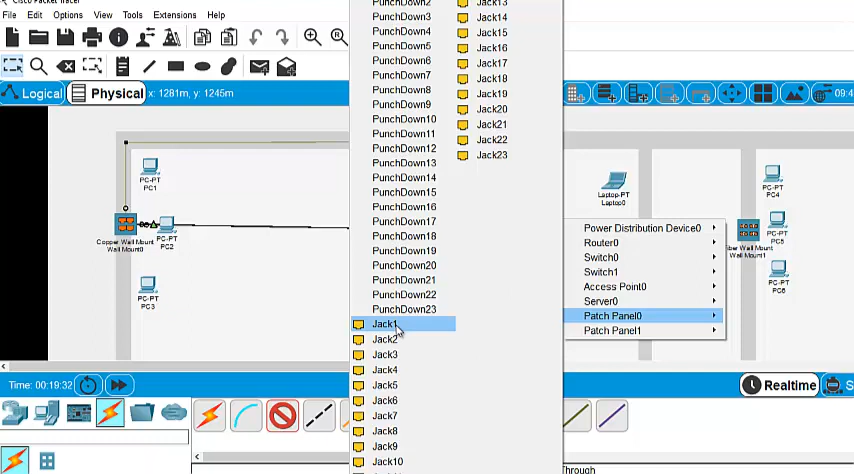 Cisco Packet Tracer
File Edit Options View Tools Extensions Help
Logical
Physical
x: 1281m, y: 1245m
PC-PT
PC1
Copper Wall Mount
Wall Mount0
PC-PT
PC2
PC-PT
PC3
PunchDown2
PunchDown3
PunchDown4
PunchDown5
PunchDown6
PunchDown7
PunchDown8
PunchDown9
PunchDown10
PunchDown11
PunchDown12
PunchDown13
PunchDown14
PunchDown15
PunchDown16
PunchDown17
PunchDown18
PunchDown19
PunchDown20
PunchDown21
PunchDown22
PunchDown23
Jack1
Jack2
Jack3
Jack4
Jack5
Jack6
Jack7
Jack8
Jack9
Jack10
Jack13
Jack14
Jack15
Jack16
Jack17
Jack18
Jack19
Jack20
Jack21
Jack22
Jack23
Laptop-PT
Laptop0
Power Distribution Device0
Router0
Switch0
Switch1
Access Point0
Server0
Patch Panel0
Patch Panel1
iber Wall Mount
Wall Mount1
PC-PT
PC4
PC-PT
PC5
PC-PT
PC6
09:4
Time: 00:19:32
Realtime
S
Through